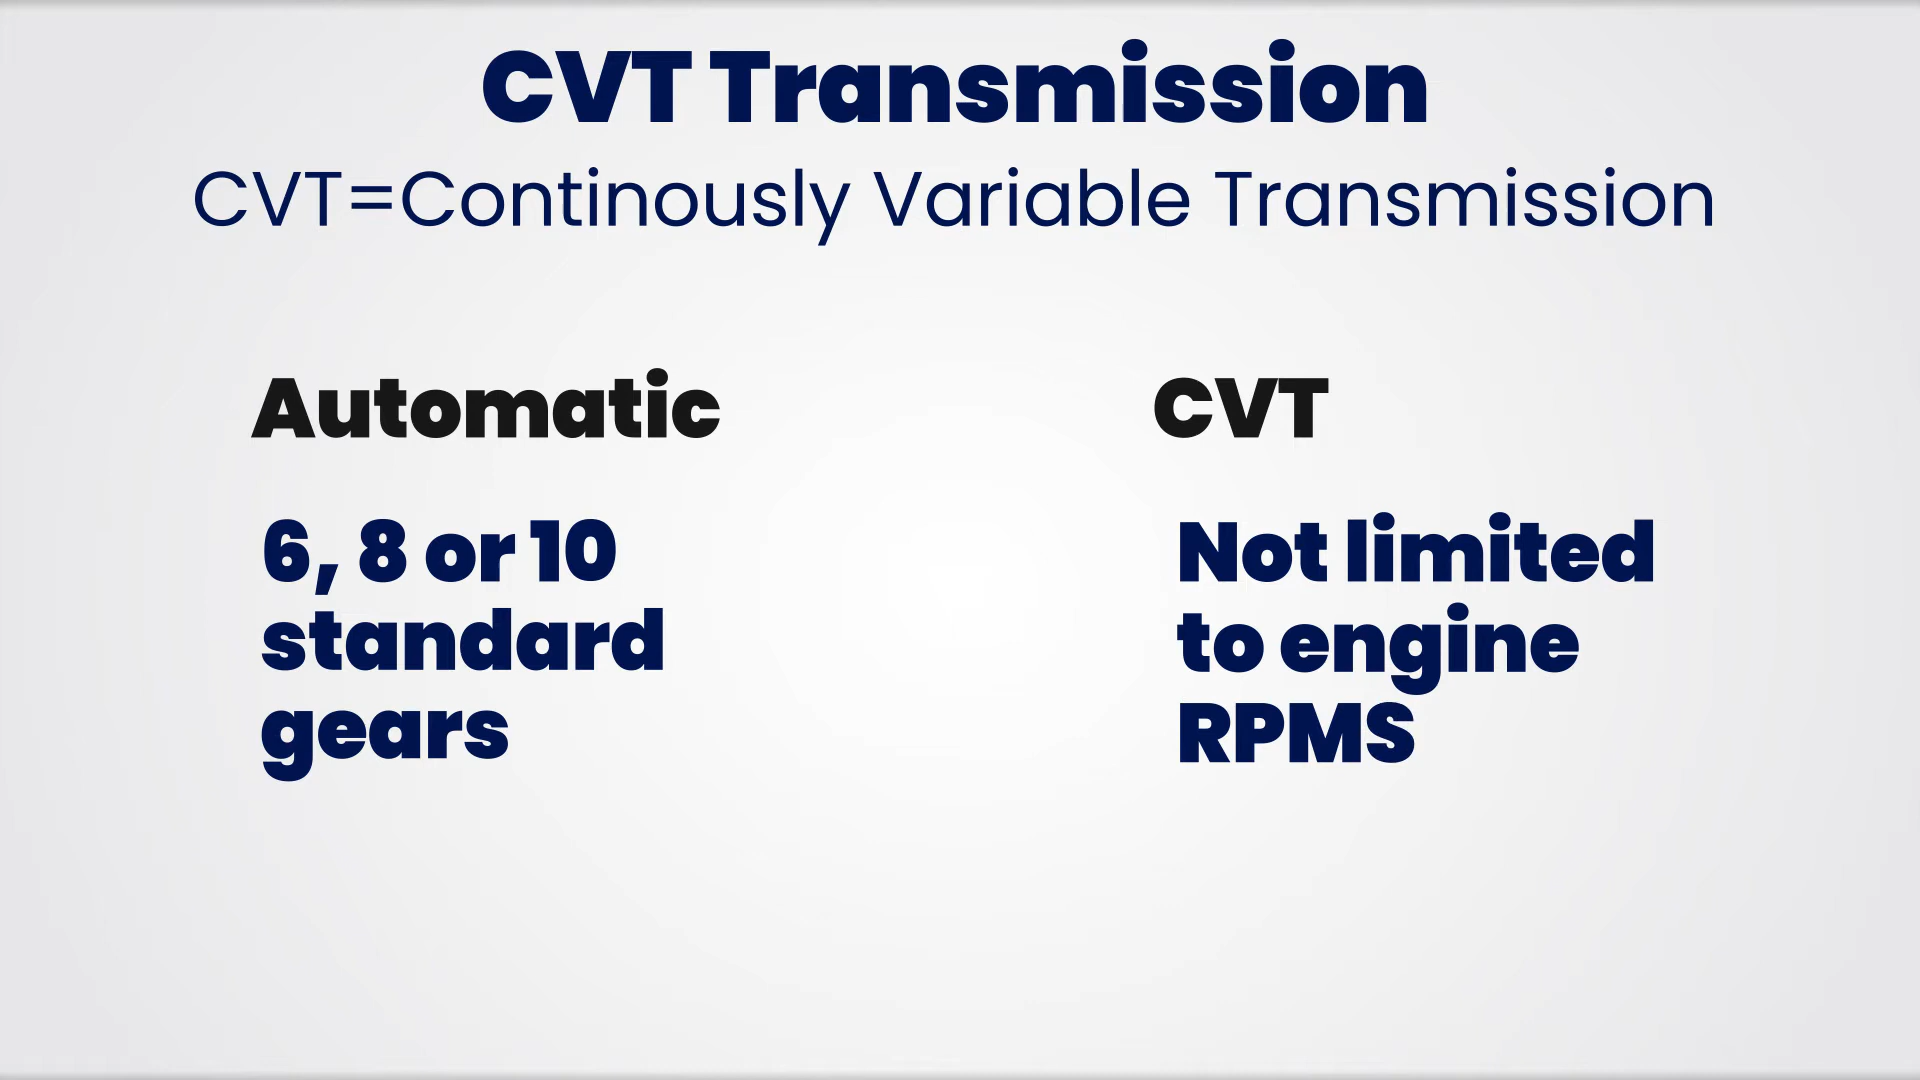 CVT Transmission
CVT=Continously Variable Transmission
Automatic
6, 8 or 10
standard
gears
CVT
Not limited
to engine
RPMS